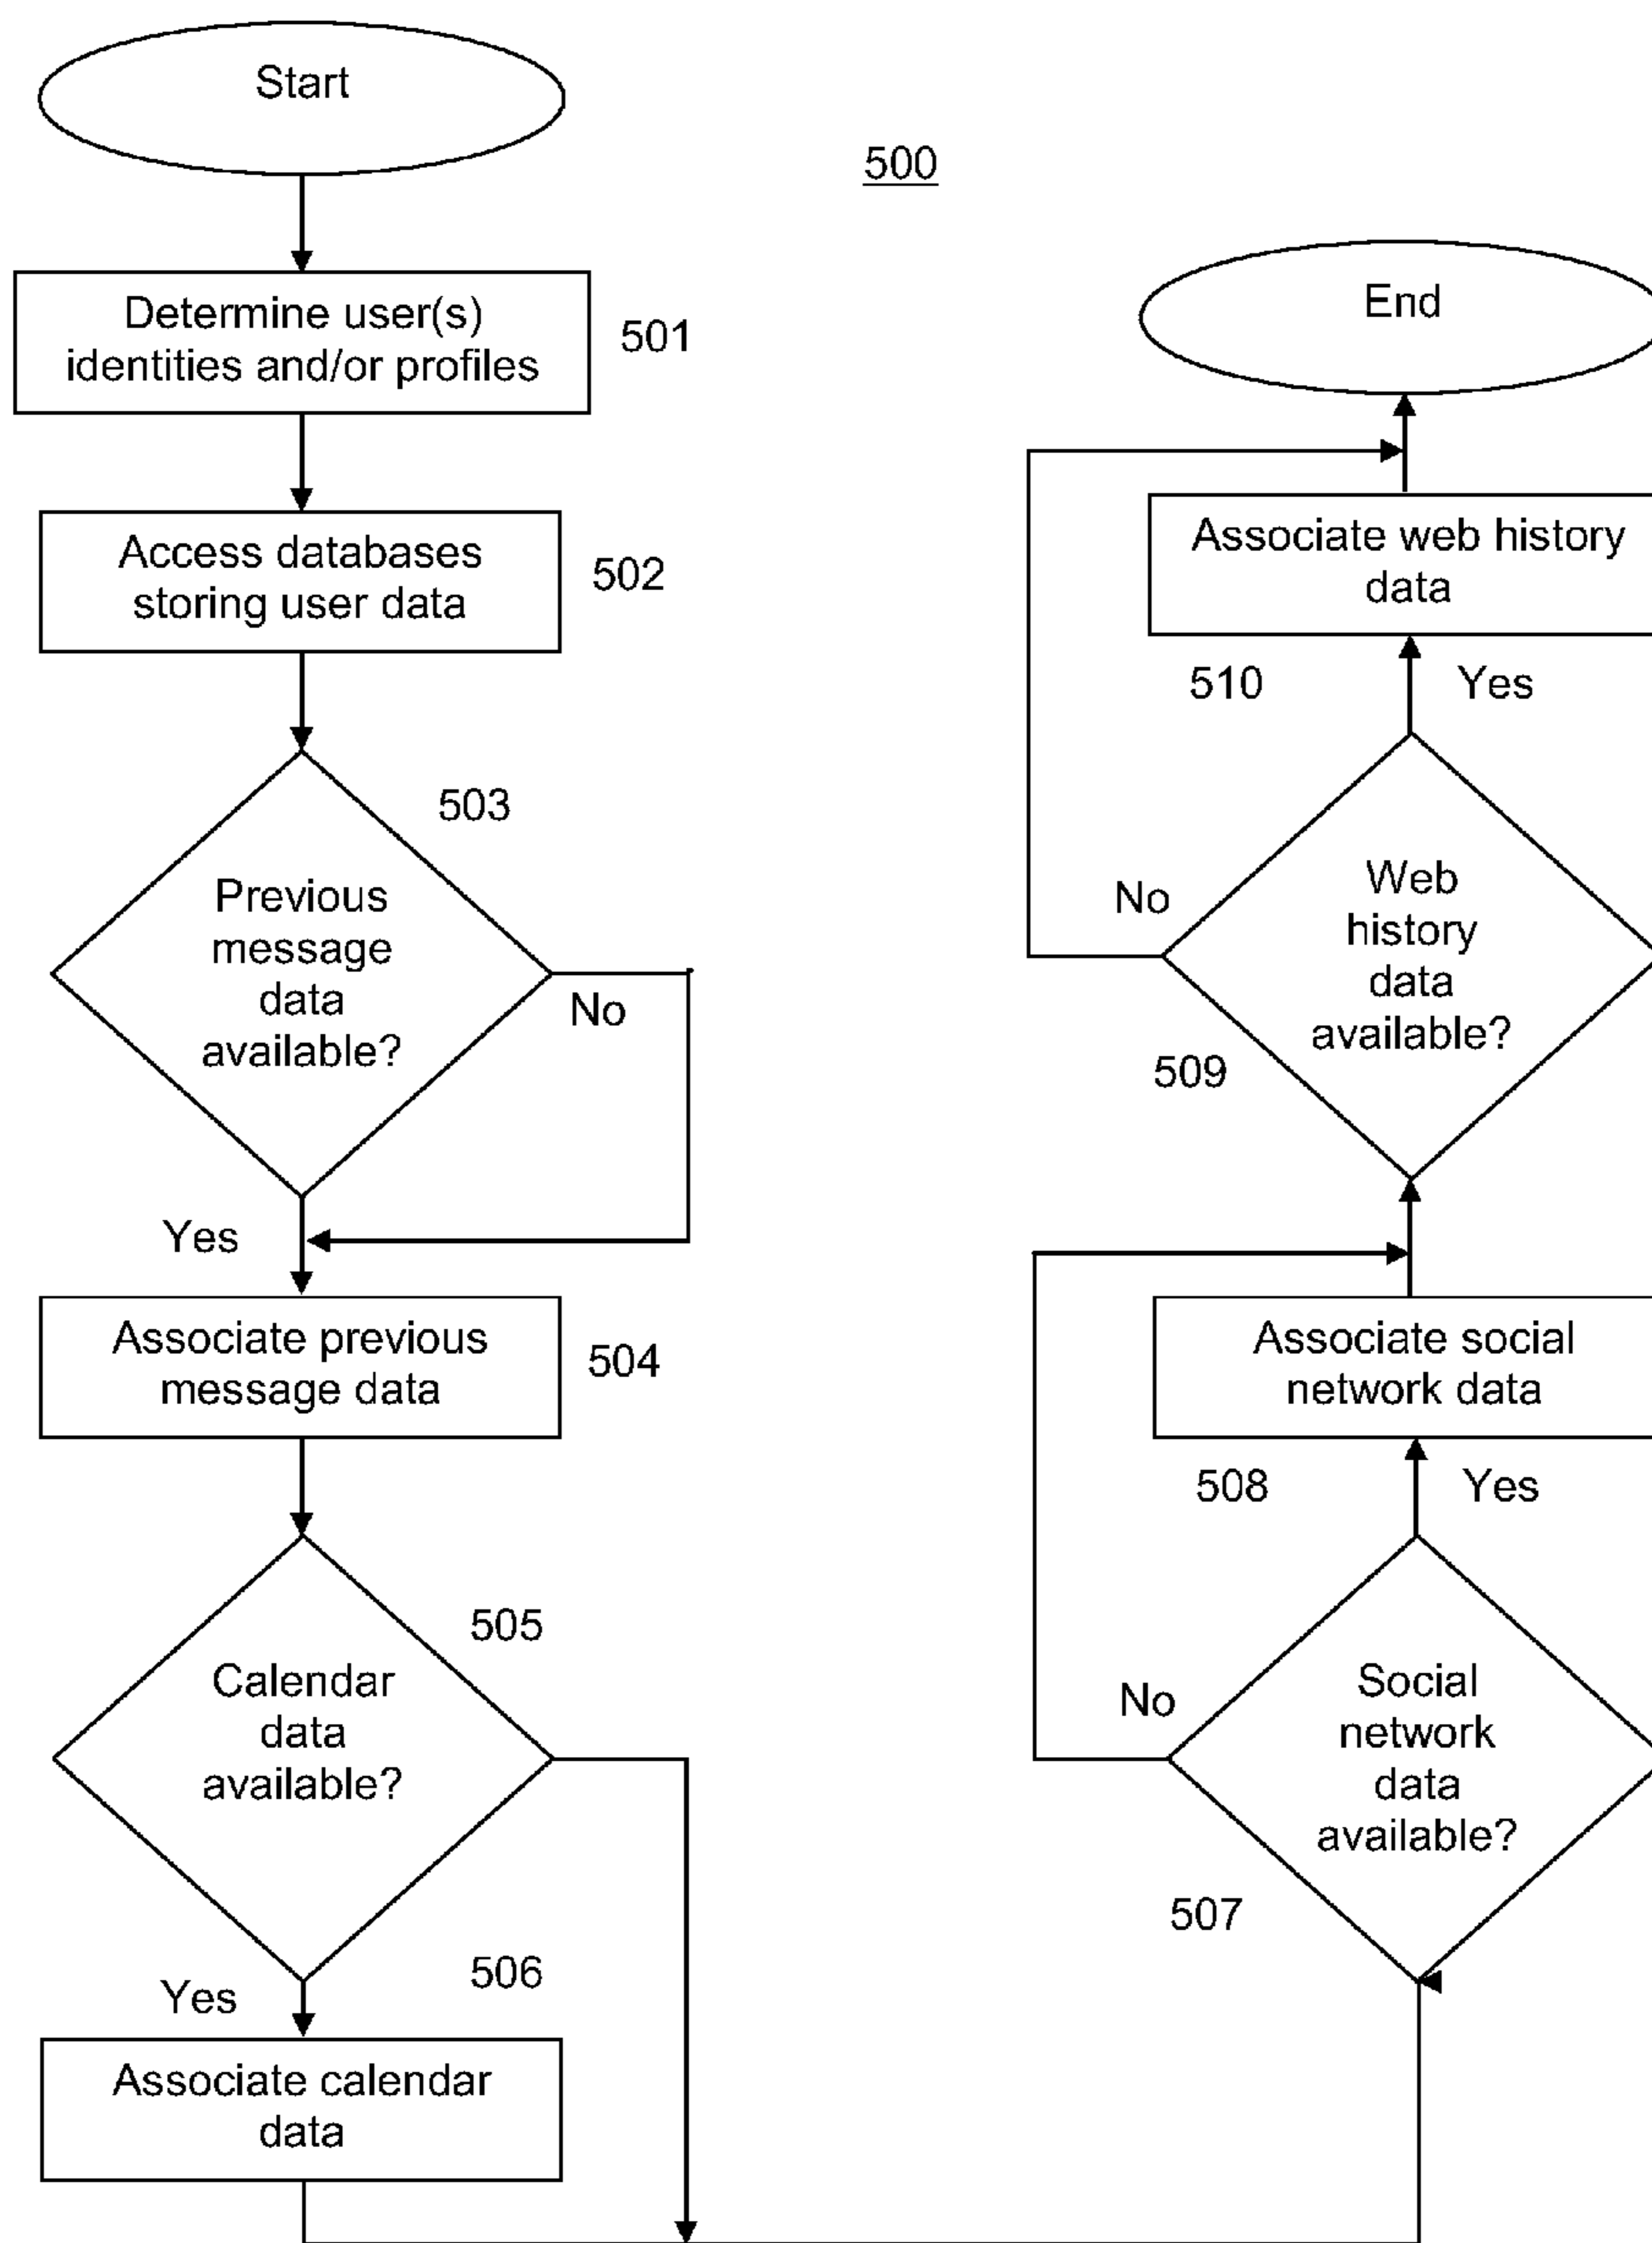 Start
500
Determine user(s)
identities and/or profiles
501
Access databases
storing user data
502
503
Previous
message
data
available?
No
Yes
Associate previous
message data
504
505
Calendar
data
available?
506
Yes
Associate calendar
data
End
Associate web history
data
510
Yes
No
Web
history
data
available?
509
Associate social
network data
508
Yes
No
Social
network
data
available?
507